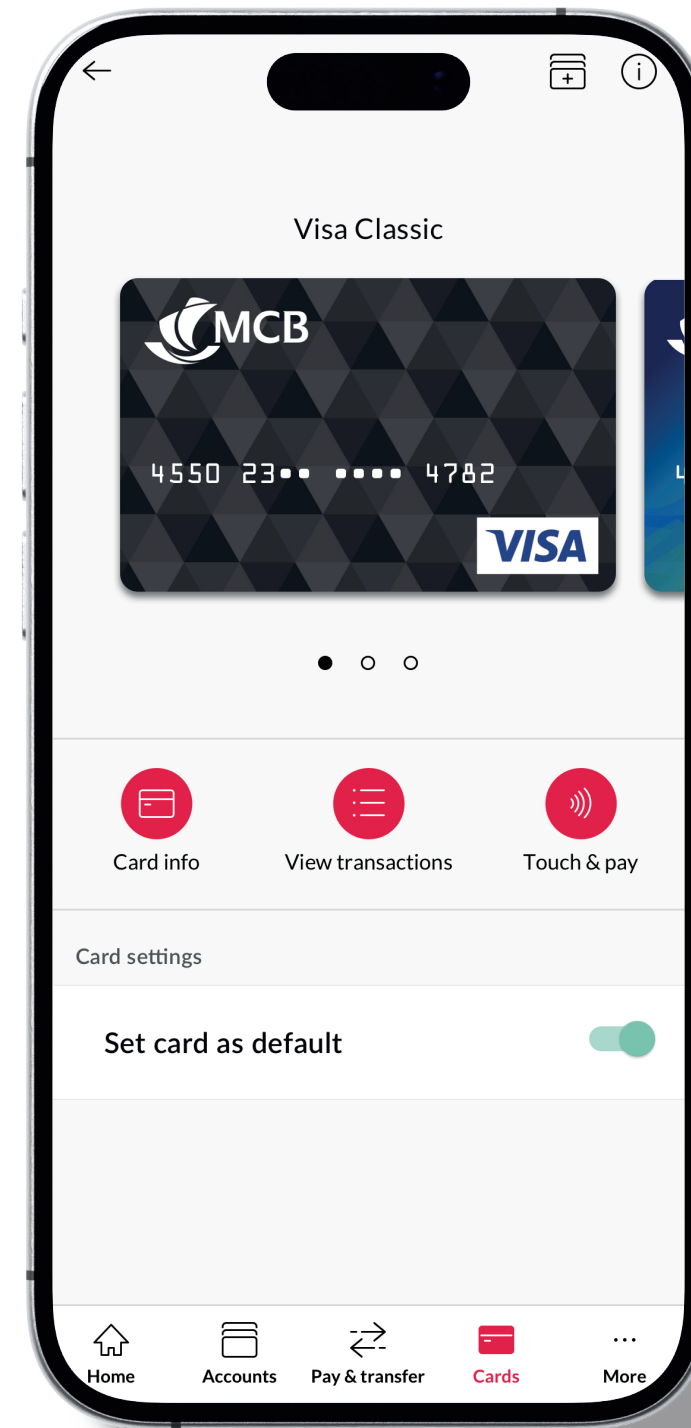 Visa Classic
MCB
4550 23•• •••• 4782
VISA
Card info
View transactions
Touch & pay
Card settings
Set card as default
Home
Accounts
Pay & transfer
Cards
More